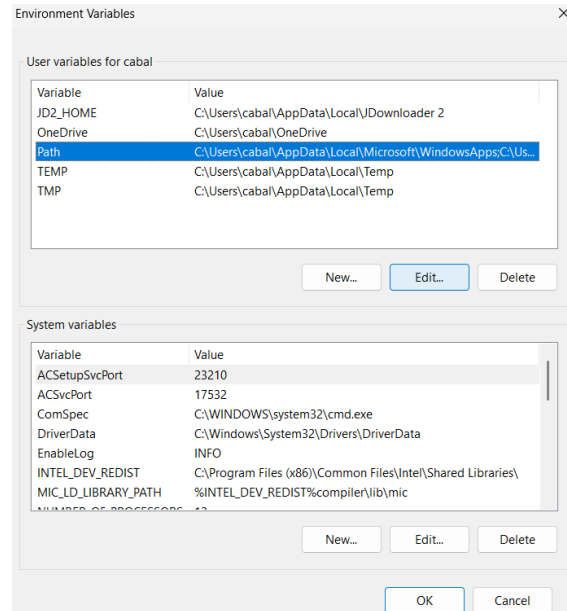 Environment Variables
User variables for cabal
Variable Value
JD2_HOME C:\Users\cabal\AppData\Local\JDownloader 2
OneDrive C:\Users\cabal\OneDrive
Path C:\Users\cabal\AppData\Local\Microsoft\WindowsApps;C:\Us...
TEMP C:\Users\cabal\AppData\Local\Temp
TMP C:\Users\cabal\AppData\Local\Temp
New... Edit... Delete
System variables
Variable Value
ACSetupSvcPort 23210
ACSvcPort 17532
ComSpec C:\WINDOWS\system32\cmd.exe
DriverData C:\Windows\System32\Drivers\DriverData
EnableLog INFO
INTEL_DEV_REDIST C:\Program Files (x86)\Common Files\Intel\Shared Libraries\
MIC_LD_LIBRARY_PATH %INTEL_DEV_REDIST%compiler\lib\mic
NUMBER_OF_PROCESSORS 12
New... Edit... Delete
OK Cancel